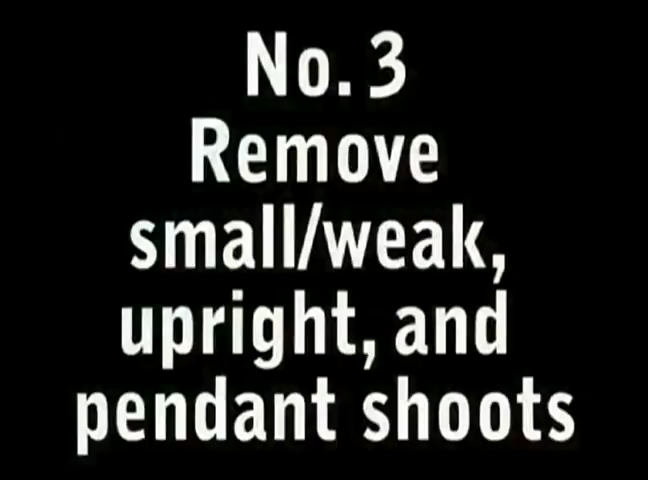 No. 3
Remove
small/weak,
upright, and
pendant shoots